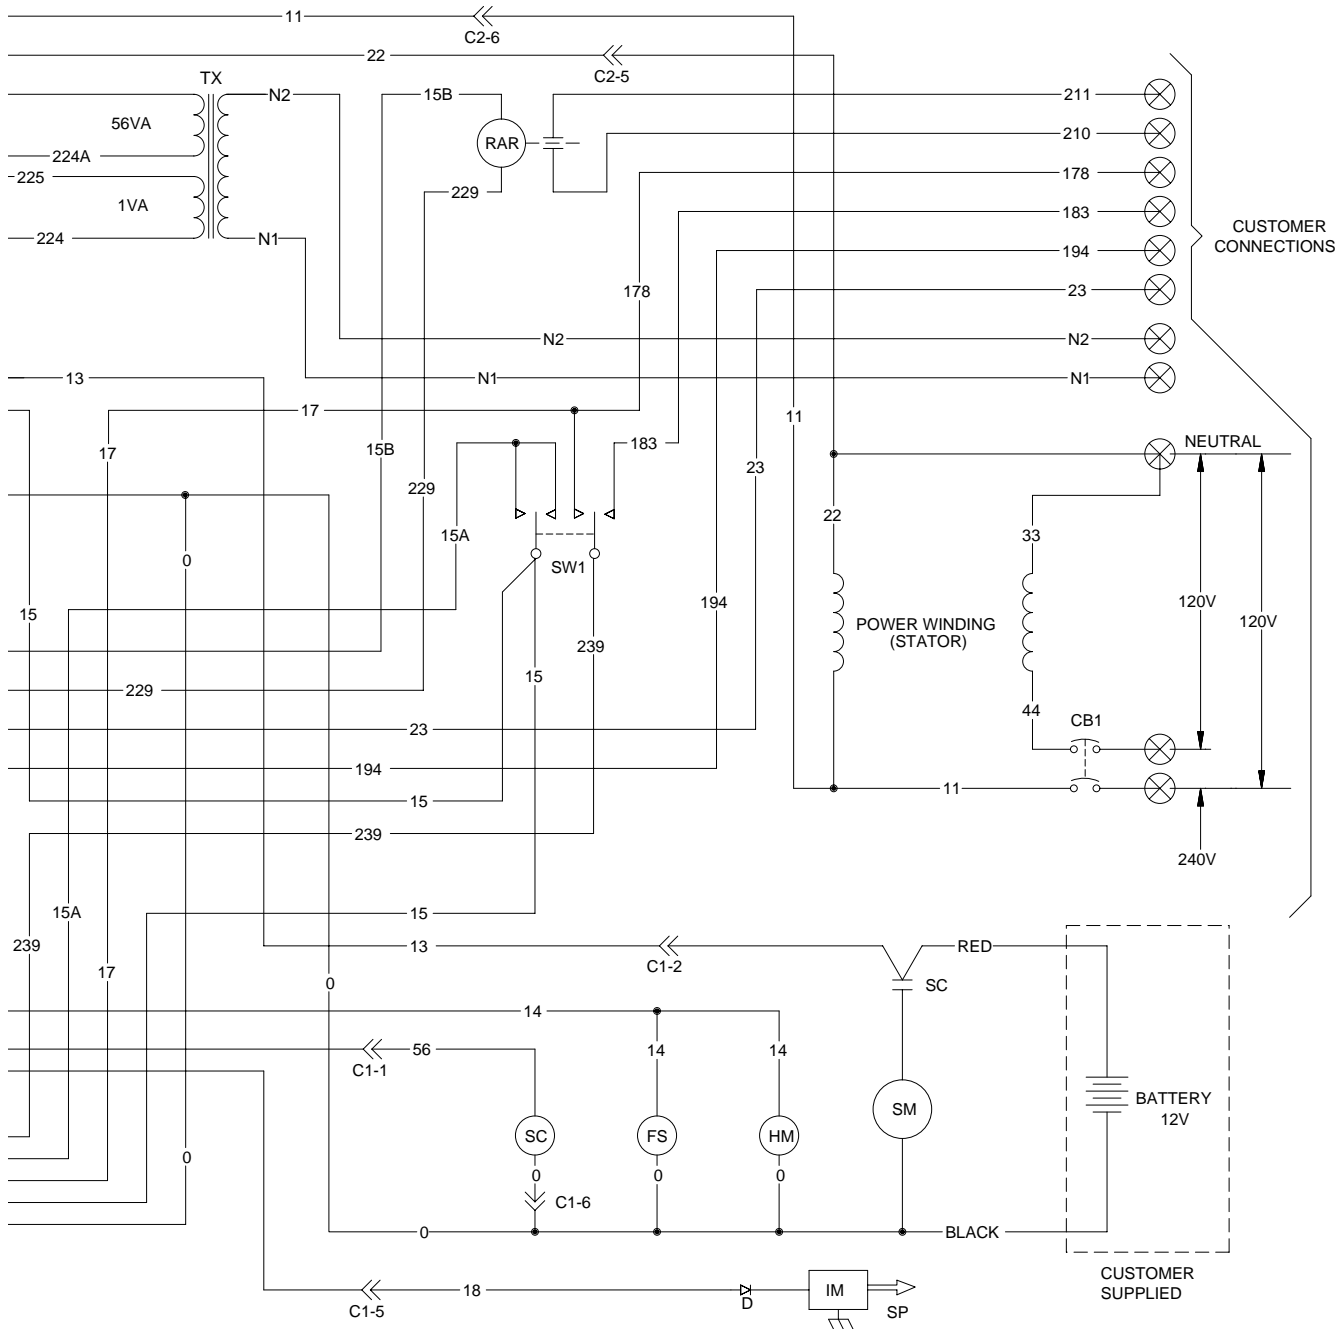 11
C2-6
22
C2-5
TX
N2
15B
211
56VA
RAR
210
224A
225
178
229
1VA
183
CUSTOMER
CONNECTIONS
224
N1
194
178
23
N2
N2
13
N1
N1
17
11
17
15B
183
23
NEUTRAL
229
22
15A
33
0
SW1
15
194
120V
120V
POWER WINDING
(STATOR)
239
15
229
44
CB1
23
194
15
11
239
240V
15A
15
239
13
RED
17
C1-2
0
SC
14
56
14
14
C1-1
SM
BATTERY
12V
SC
FS
HM
0
0
0
0
C1-6
0
BLACK
CUSTOMER
SUPPLIED
18
IM
C1-5
D
SP